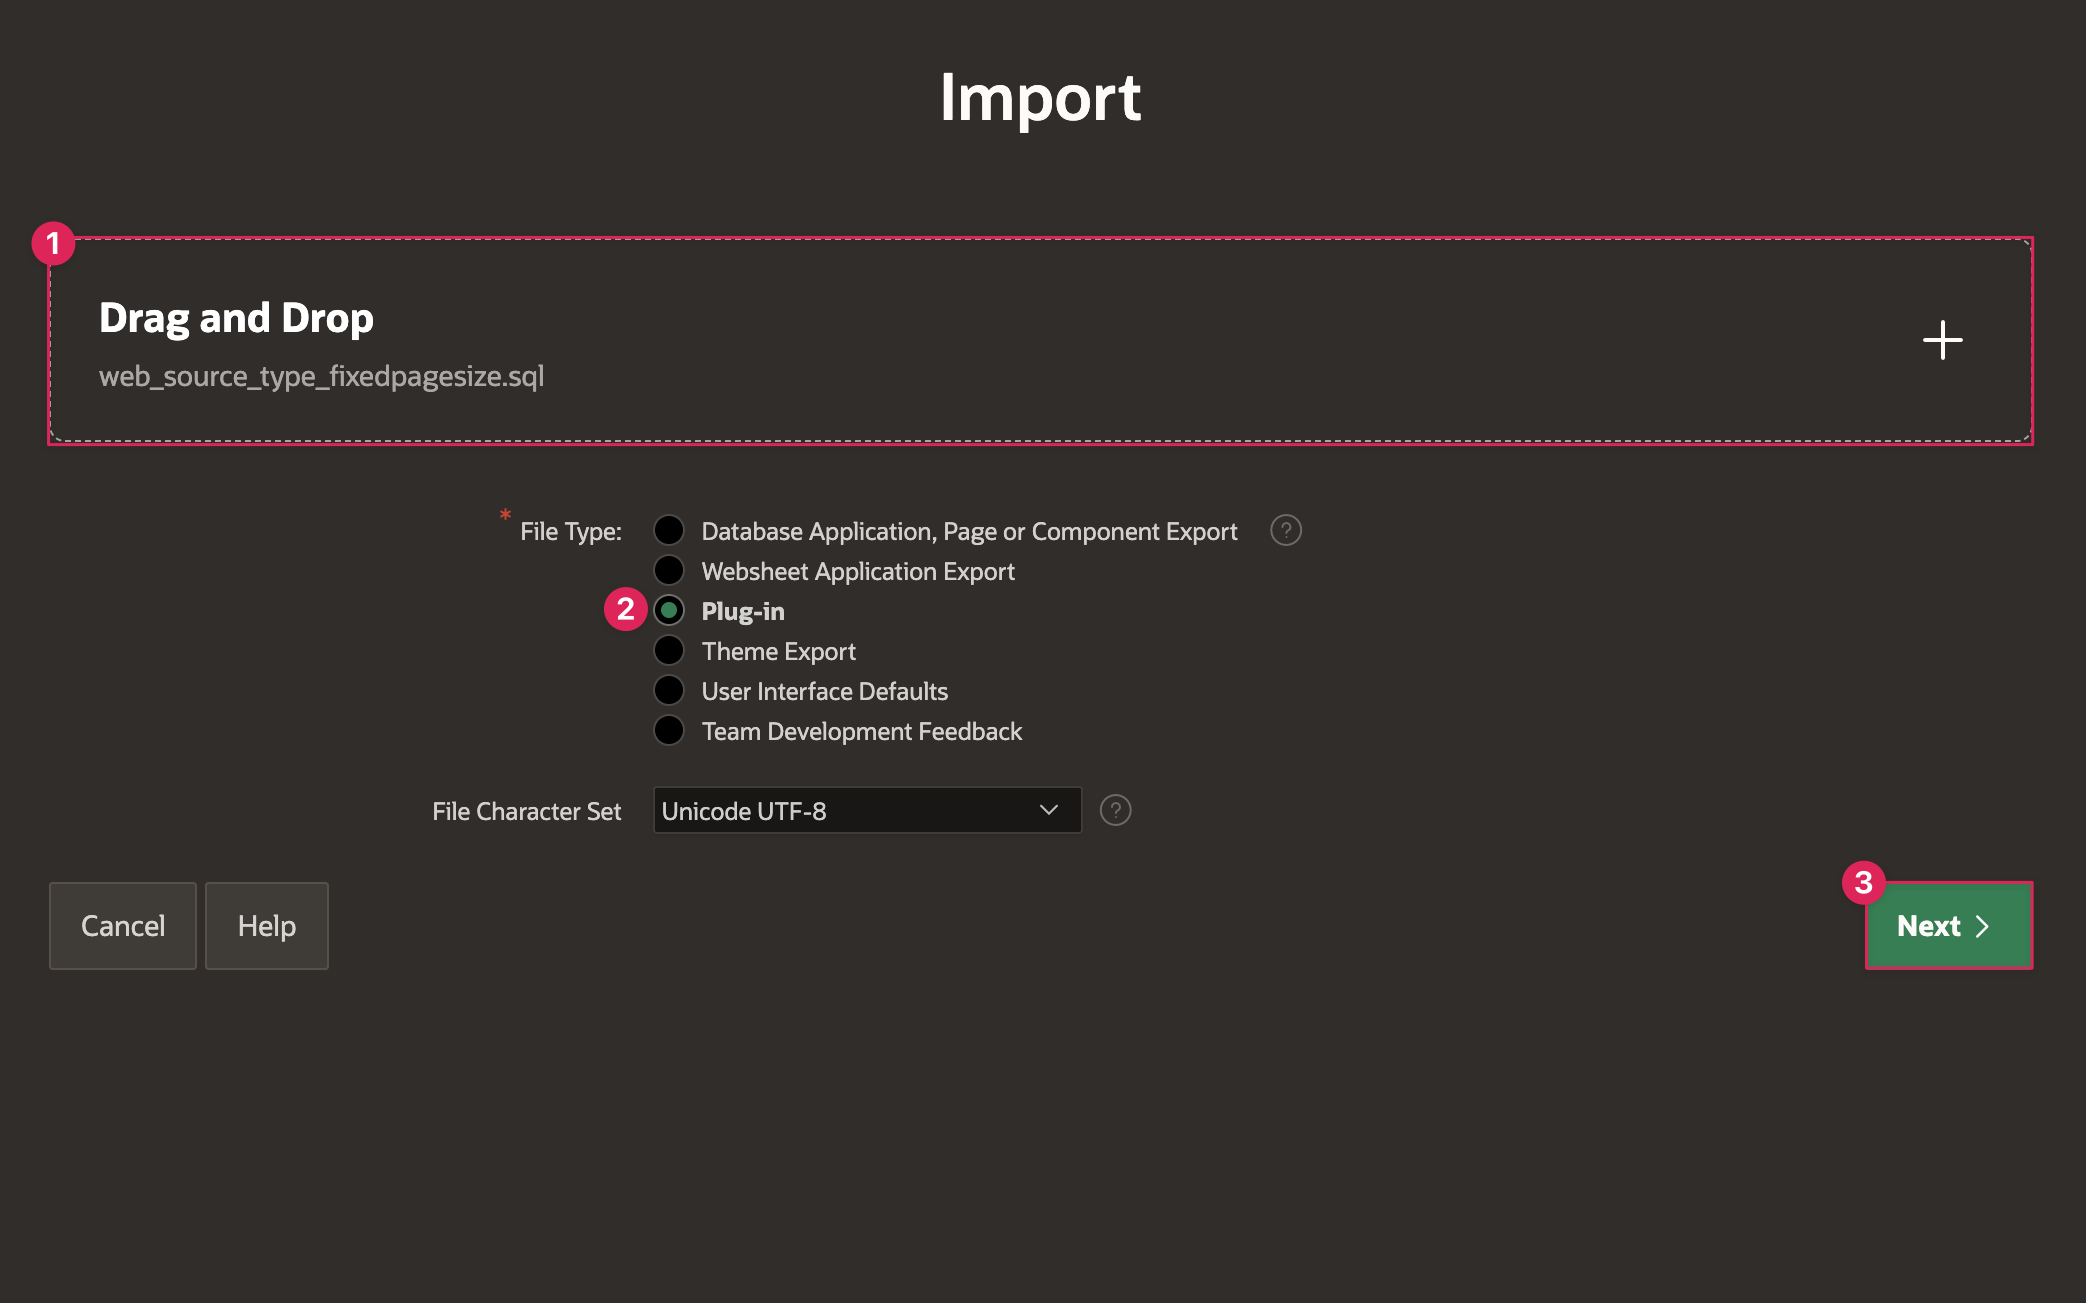 Import
1
Drag and Drop
web_source_type_fixedpagesize.sql
* File Type:
Database Application, Page or Component Export ?
Websheet Application Export
2 Plug-in
Theme Export
User Interface Defaults
Team Development Feedback
File Character Set Unicode UTF-8 ?
3
Cancel Help Next